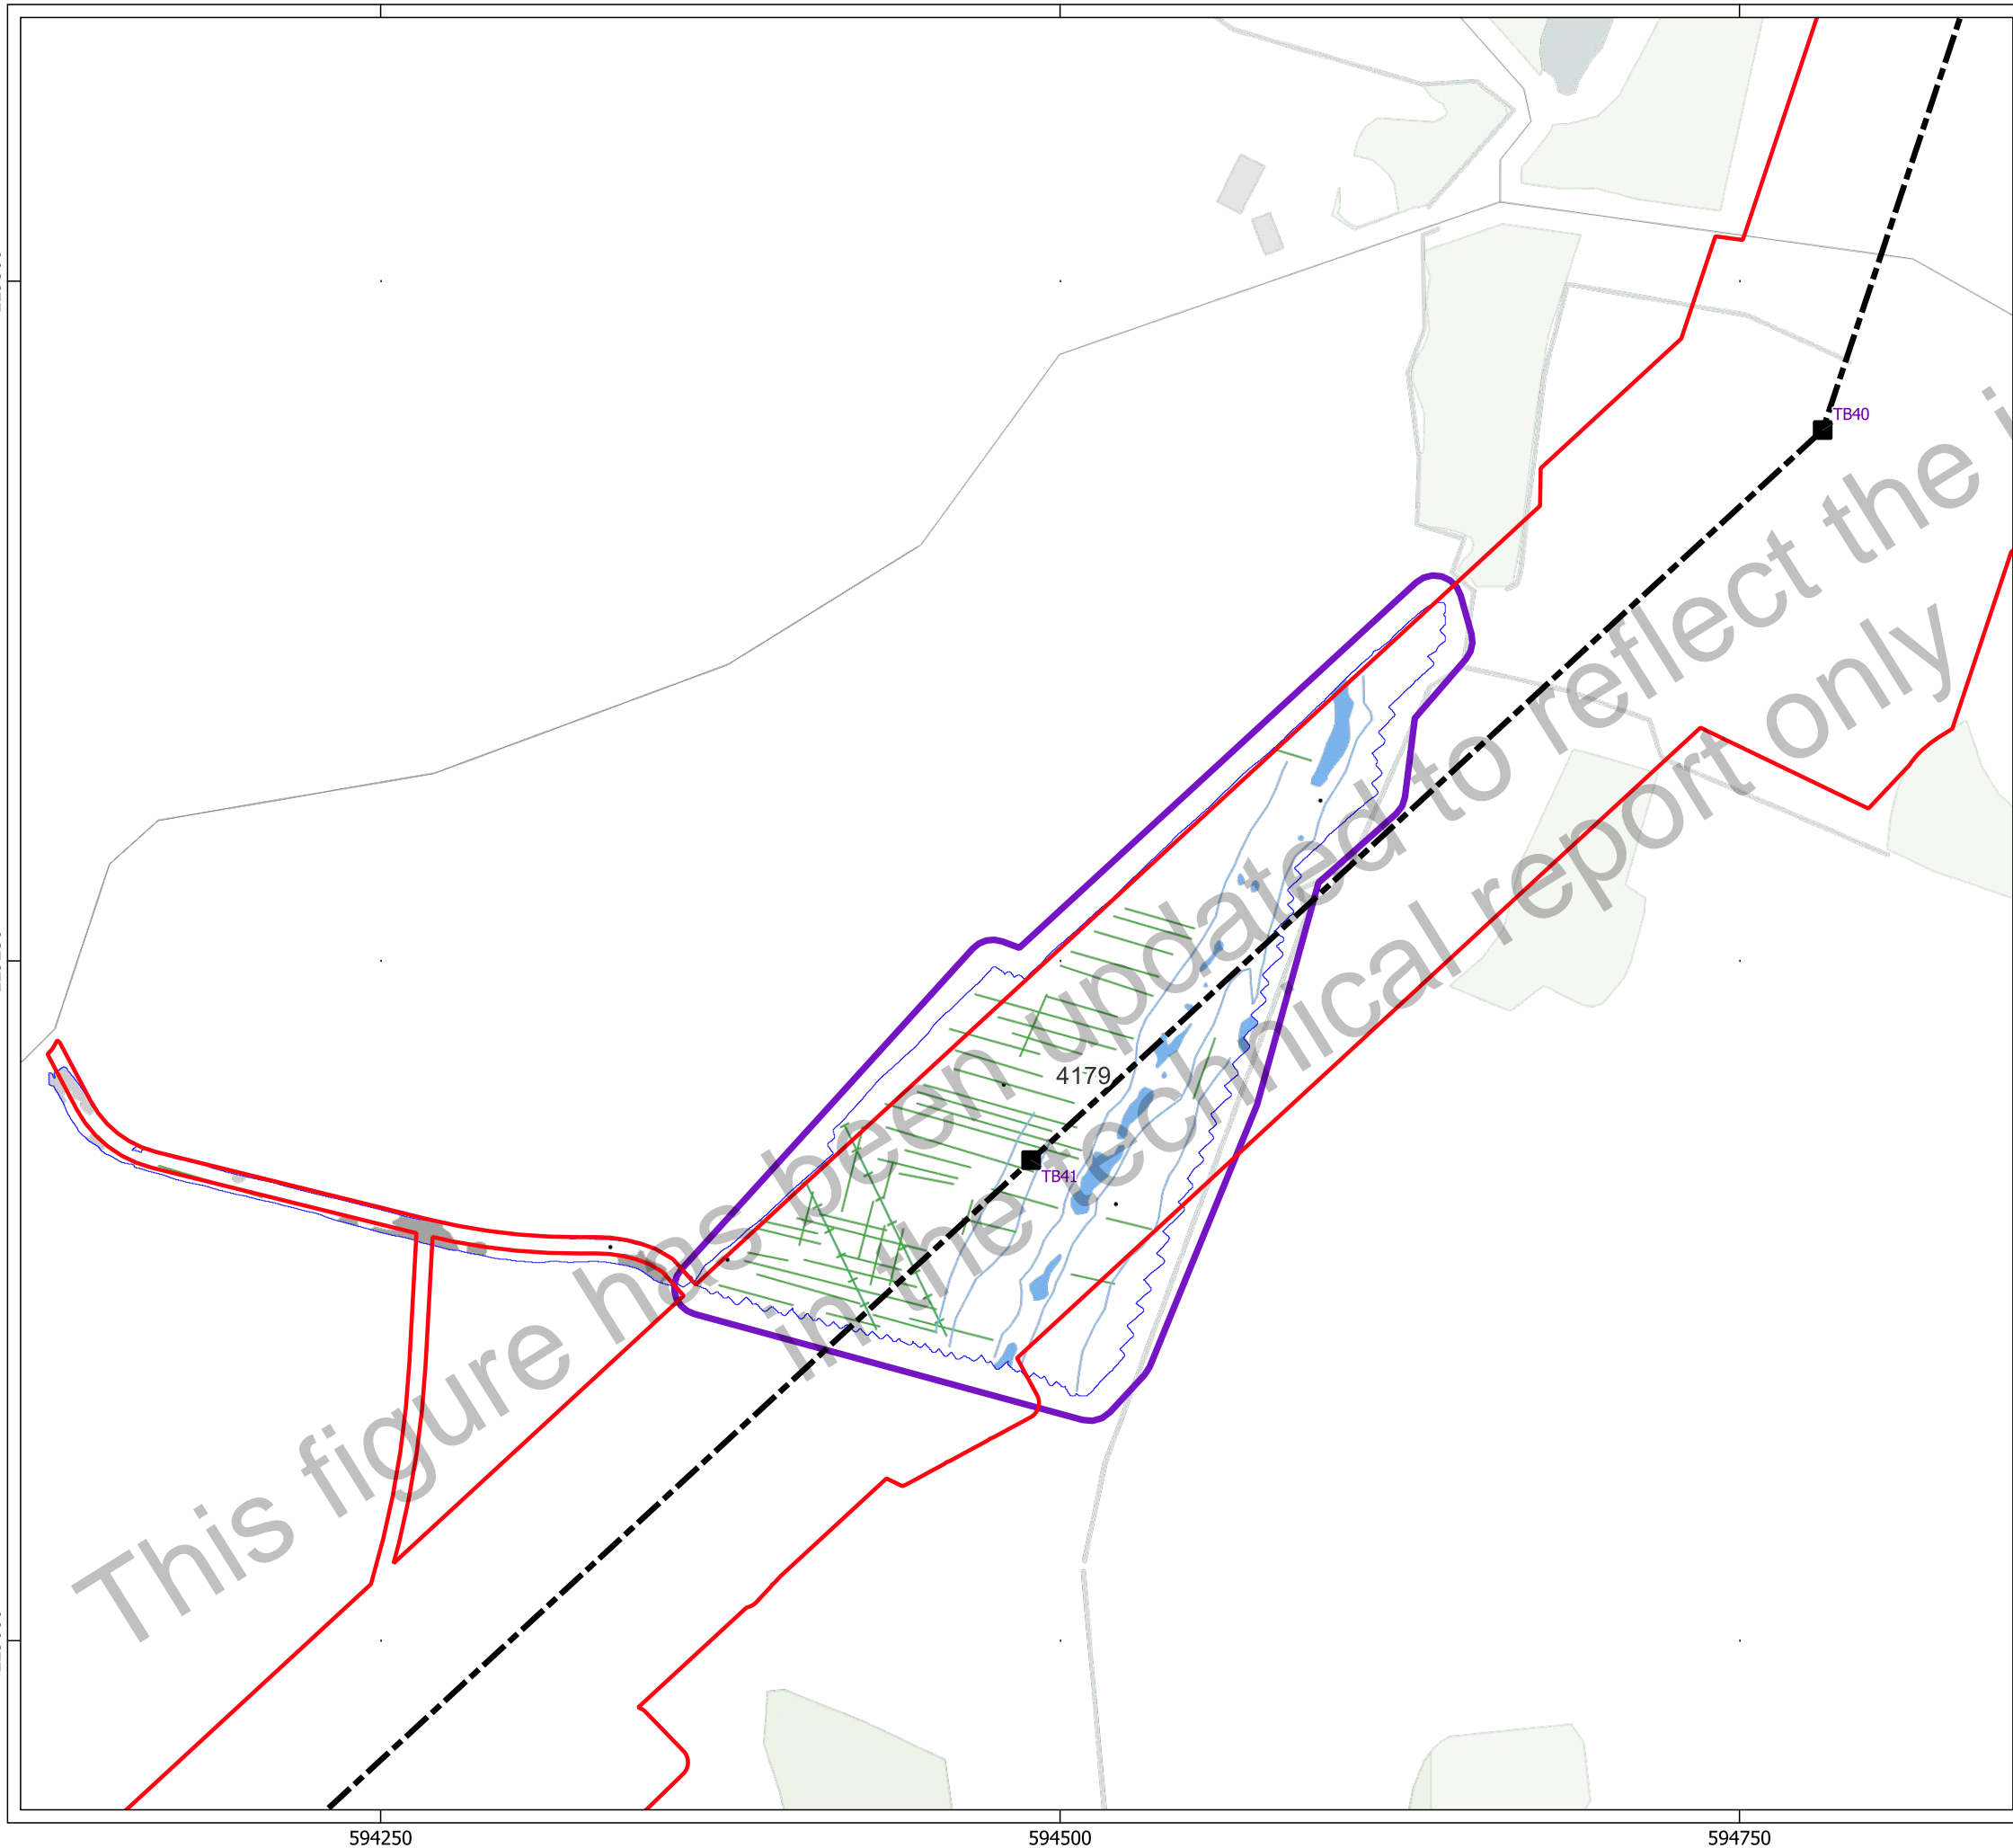 TB40
This figure has been updated to reflect the i
in the technical report only
4179
TB41
594250
594500
594750